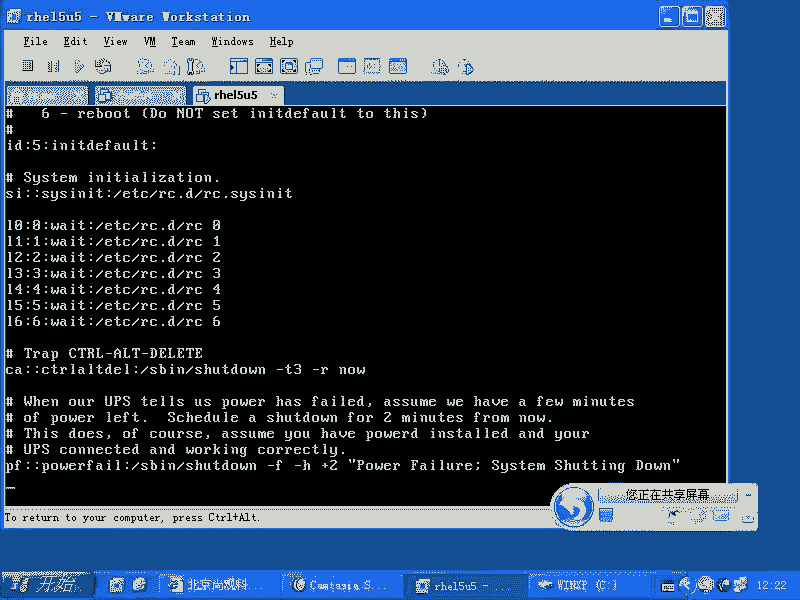 rhel5u5 - VMware Workstation
File Edit View VM Team Windows Help
rhel5u5
#   6 - reboot (Do NOT set initdefault to this)
#
id:5:initdefault:
# System initialization.
si::sysinit:/etc/rc.d/rc.sysinit
l0:0:wait:/etc/rc.d/rc 0
l1:1:wait:/etc/rc.d/rc 1
l2:2:wait:/etc/rc.d/rc 2
l3:3:wait:/etc/rc.d/rc 3
l4:4:wait:/etc/rc.d/rc 4
l5:5:wait:/etc/rc.d/rc 5
l6:6:wait:/etc/rc.d/rc 6
# Trap CTRL-ALT-DELETE
ca::ctrlaltdel:/sbin/shutdown -t3 -r now
# When our UPS tells us power has failed, assume we have a few minutes
# of power left.  Schedule a shutdown for 2 minutes from now.
# This does, of course, assume you have powerd installed and your
# UPS connected and working correctly.
pf::powerfail:/sbin/shutdown -f -h +2 "Power Failure; System Shutting Down"
您正在共享屏幕
To return to your computer, press Ctrl+Alt.
开始 北京尚观科... Camtasia S... rhel5u5 - ... WINXP (C:) 12:22